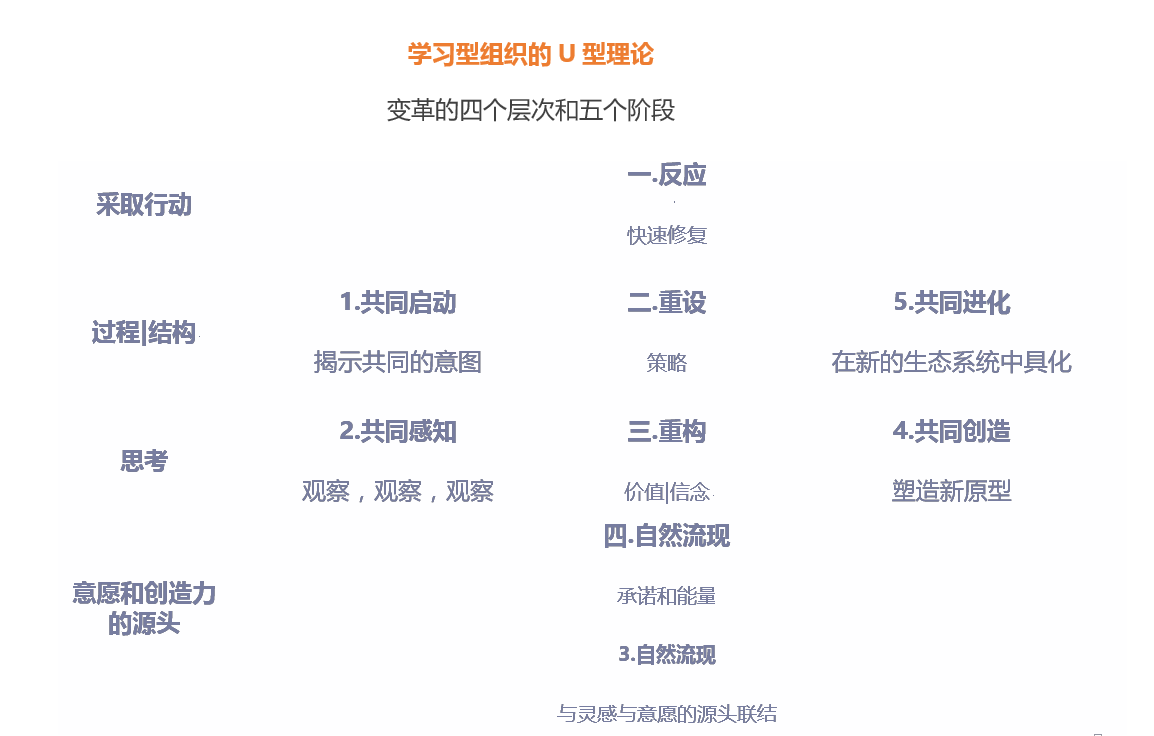 学习型组织的 U 型理论
变革的四个层次和五个阶段
一.反应
采取行动
快速修复
1.共同启动
二.重设
5.共同进化
过程|结构
揭示共同的意图
策略
在新的生态系统中具化
2.共同感知
三.重构
4.共同创造
思考
观察，观察，观察
价值|信念
塑造新原型
四.自然流现
意愿和创造力
的源头
承诺和能量
3.自然流现
与灵感与意愿的源头联结